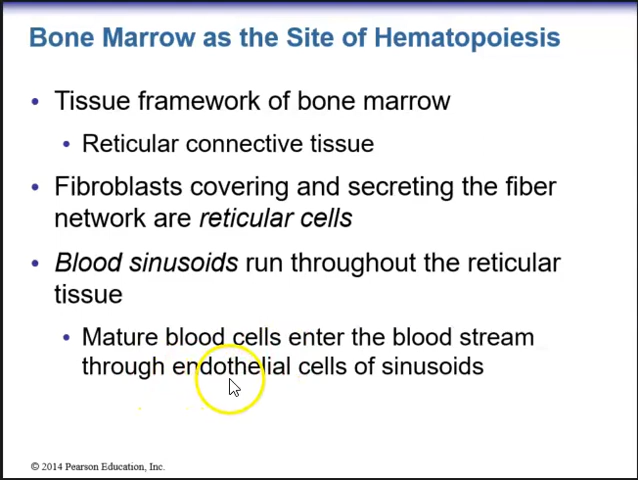 Bone Marrow as the Site of Hematopoiesis
• Tissue framework of bone marrow
• Reticular connective tissue
• Fibroblasts covering and secreting the fiber
network are reticular cells
• Blood sinusoids run throughout the reticular
tissue
• Mature blood cells enter the blood stream
through endothelial cells of sinusoids
© 2014 Pearson Education, Inc.